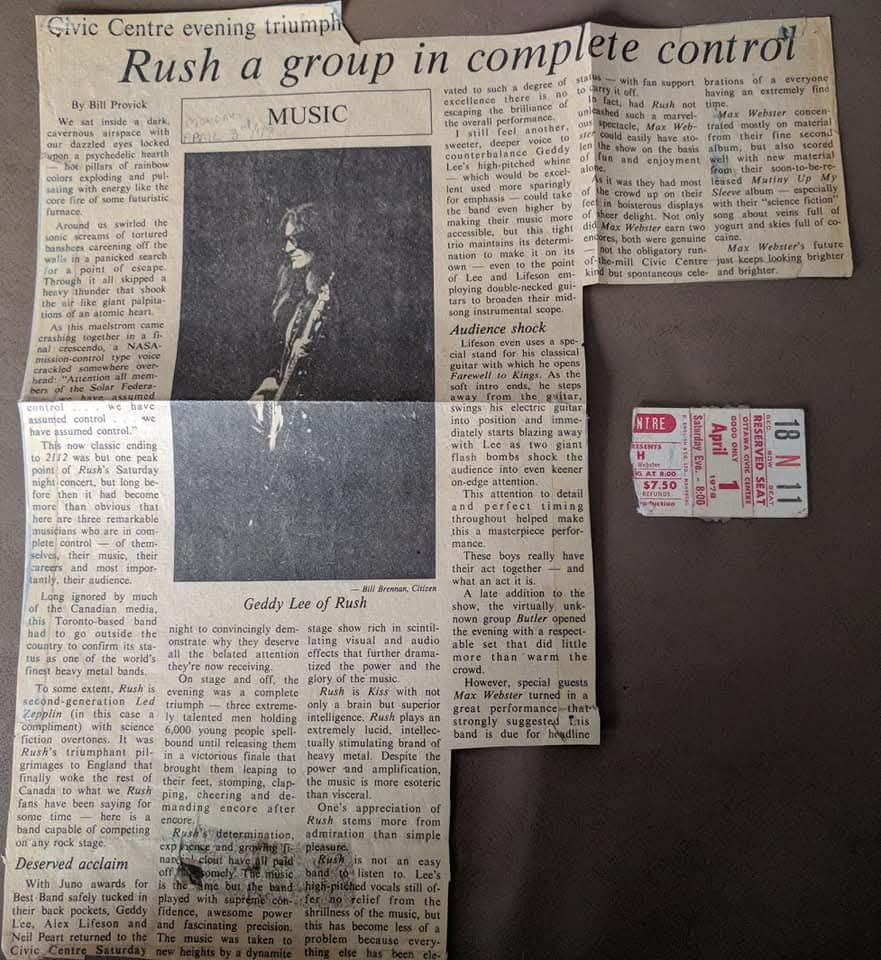 Civic Centre evening triumph
Rush a group in complete control
By Bill Provick
We sat inside a dark,
cavernous airspace with
our dazzled eyes locked
upon a psychedelic hearth
— hot pillars of rainbow
colors exploding and pul-
sating with energy like the
core fire of some futuristic
furnace.
Around us swirled the
sonic screams of tortured
banshees careening off the
walls in a panicked search
for a point of escape.
Through it all skipped a
heavy thunder that shook
the air like giant palpita-
tions of an atomic heart.
As this maelstrom came
crashing together in a fi-
nal crescendo, a NASA-
mission-control type voice
crackled somewhere over-
head: "Attention all mem-
bers of the Solar Federa-
we have assumed
control . . . we have
assumed control . . . we
have assumed control."
This now classic ending
to 2112 was but one peak
point of Rush's Saturday
night concert, but long be-
fore then it had become
more than obvious that
here are three remarkable
musicians who are in com-
plete control — of them-
selves, their music, their
careers and most impor-
tantly, their audience.
Long ignored by much
of the Canadian media,
this Toronto-based band
had to go outside the
country to confirm its sta-
tus as one of the world's
finest heavy metal bands.
To some extent, Rush is
second-generation Led
Zepplin (in this case a
compliment) with science
fiction overtones. It was
Rush's triumphant pil-
grimages to England that
finally woke the rest of
Canada to what we Rush
fans have been saying for
some time — here is a
band capable of competing
on any rock stage.
Deserved acclaim
With Juno awards for
Best Band safely tucked in
their back pockets, Geddy
Lee, Alex Lifeson and
Neil Peart returned to the
Civic Centre Saturday
MUSIC
— Bill Brennan, Citizen
Geddy Lee of Rush
night to convincingly dem-
onstrate why they deserve
all the belated attention
they're now receiving.
On stage and off, the
evening was a complete
triumph — three extreme-
ly talented men holding
6,000 young people spell-
bound until releasing them
in a victorious finale that
brought them leaping to
their feet, stomping, clap-
ping, cheering and de-
manding encore after
encore.
Rush's determination,
experience and growing fi-
clout have all paid
off The music
is the same but the band
played with supreme con-
fidence, awesome power
and fascinating precision.
The music was taken to
new heights by a dynamite
stage show rich in scintil-
lating visual and audio
effects that further drama-
tized the power and the
glory of the music.
Rush is Kiss with not
only a brain but superior
intelligence. Rush plays an
extremely lucid, intellec-
tually stimulating brand of
heavy metal. Despite the
power and amplification,
the music is more esoteric
than visceral.
One's appreciation of
Rush stems more from
admiration than simple
pleasure.
Rush is not an easy
band to listen to. Lee's
high-pitched vocals still of-
fer no relief from the
shrillness of the music, but
this has become less of a
problem because every-
thing else has been ele-
vated to such a degree of
excellence there is no
escaping the brilliance of
the overall performance.
I still feel another,
sweeter, deeper voice to
counterbalance Geddy
Lee's high-pitched whine
— which would be excel-
lent used more sparingly
for emphasis — could take
the band even higher by
making their music more
accessible, but this tight
trio maintains its determi-
nation to make it on its
own — even to the point
of Lee and Lifeson em-
ploying double-necked gui-
tars to broaden their mid-
song instrumental scope.
Audience shock
Lifeson even uses a spe-
cial stand for his classical
guitar with which he opens
Farewell to Kings. As the
soft intro ends, he steps
away from the guitar,
swings his electric guitar
into position and imme-
diately starts blazing away
with Lee as two giant
flash bombs shock the
audience into even keener
on-edge attention.
This attention to detail
and perfect timing
throughout helped make
this a masterpiece perfor-
mance.
These boys really have
their act together — and
what an act it is.
A late addition to the
show, the virtually unk-
nown group Butler opened
the evening with a respect-
able set that did little
more than warm the
crowd.
However, special guests
Max Webster turned in a
great performance that
strongly suggested this
band is due for headline
status — with fan support
to carry it off.
In fact, had Rush not
unleashed such a marvel-
ous spectacle, Max Web-
ster could easily have sto-
len the show on the basis
of fun and enjoyment
alone.
As it was they had most
of the crowd up on their
feet in boisterous displays
of sheer delight. Not only
did Max Webster earn two
encores, both were genuine
— not the obligatory run-
of-the-mill Civic Centre
kind but spontaneous cele-
brations of a everyone
having an extremely fine
time.
Max Webster concen-
trated mostly on material
from their fine second
album, but also scored
well with new material
from their soon-to-be-re-
leased Mutiny Up My
Sleeve album — especially
with their "science fiction"
song about veins full of
yogurt and skies full of co-
caine.
Max Webster's future
just keeps looking brighter
and brighter.
18 N 11
SEC. ROW SEAT
RESERVED SEAT
OTTAWA CIVIC CENTRE
GOOD ONLY
April 1
1978
Saturday Eve. - 8:00
NTRE
ESENTS
H
Webster
G AT 8:00
$7.50
REFUNDS
oduction